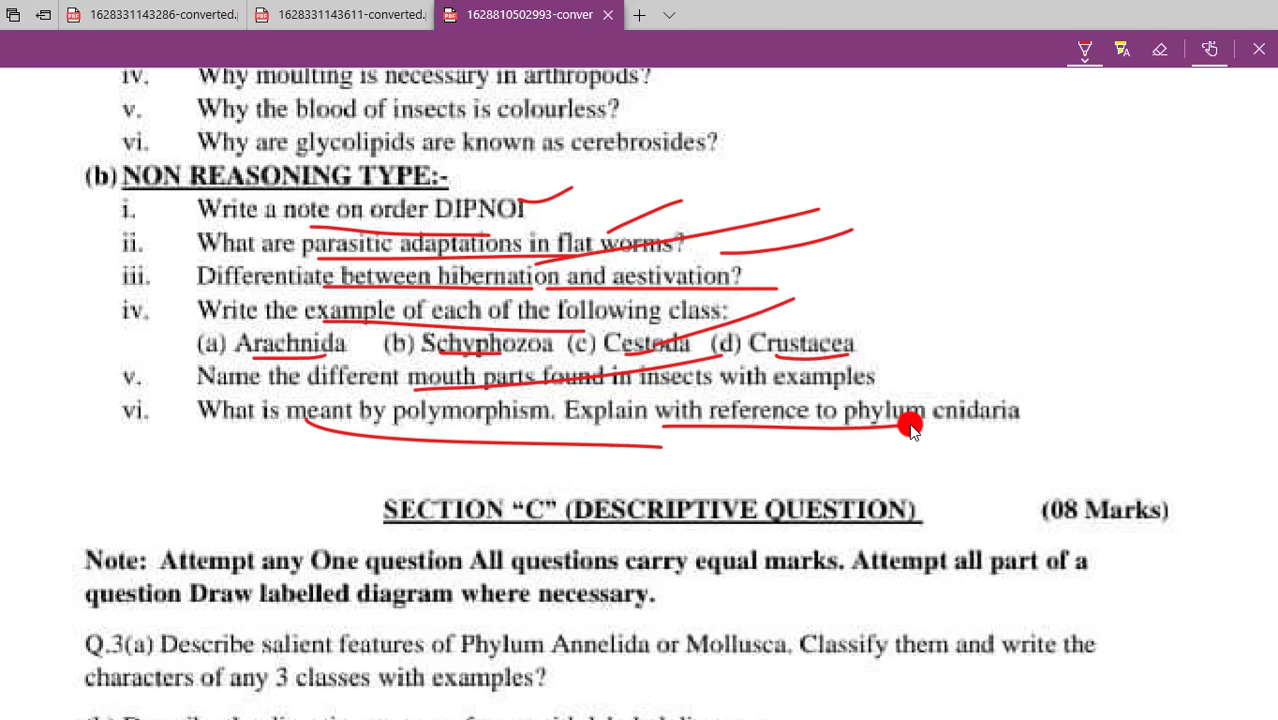 1628331143286-converted.
1628331143611-converted.
1628810502993-conver
iv. Why moulting is necessary in arthropods?
v. Why the blood of insects is colourless?
vi. Why are glycolipids are known as cerebrosides?
(b) NON REASONING TYPE:-
i. Write a note on order DIPNOI
ii. What are parasitic adaptations in flat worms?
iii. Differentiate between hibernation and aestivation?
iv. Write the example of each of the following class:
(a) Arachnida (b) Schyphozoa (c) Cestoda (d) Crustacea
v. Name the different mouth parts found in insects with examples
vi. What is meant by polymorphism. Explain with reference to phylum cnidaria
SECTION “C” (DESCRIPTIVE QUESTION) (08 Marks)
Note: Attempt any One question All questions carry equal marks. Attempt all part of a
question Draw labelled diagram where necessary.
Q.3(a) Describe salient features of Phylum Annelida or Mollusca. Classify them and write the
characters of any 3 classes with examples?